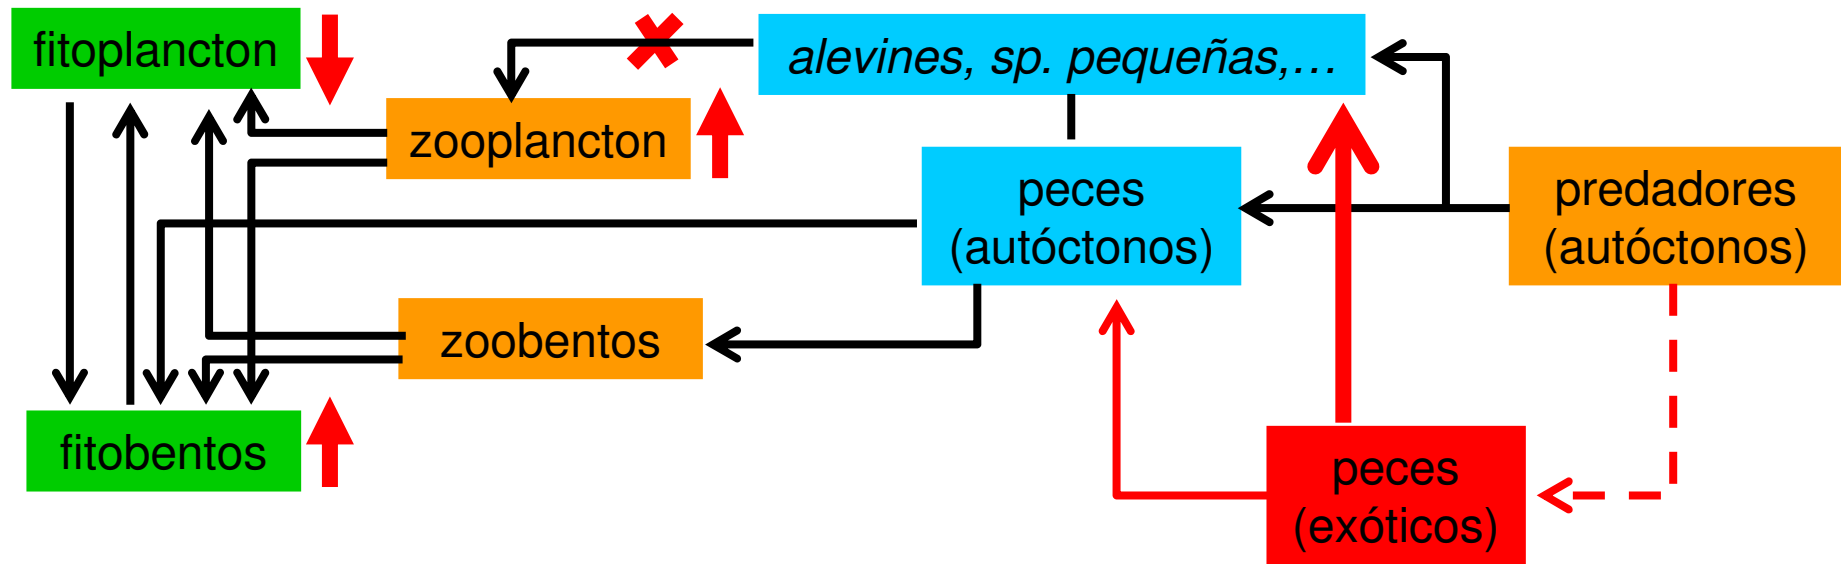 fitoplancton
alevines, sp. pequeñas,…
zooplancton
peces
(autóctonos)
predadores
(autóctonos)
zoobentos
fitobentos
peces
(exóticos)